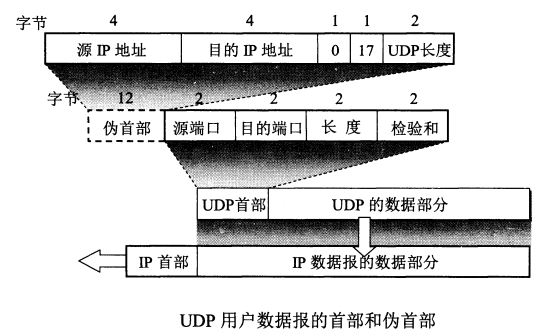 字节 4 4 1 1 2
源 IP 地址 目的 IP 地址 0 17 UDP长度
字节 12 2 2 2 2
伪首部 源端口 目的端口 长 度 检验和
UDP首部 UDP 的数据部分
IP 首部 IP 数据报的数据部分
UDP 用户数据报的首部和伪首部